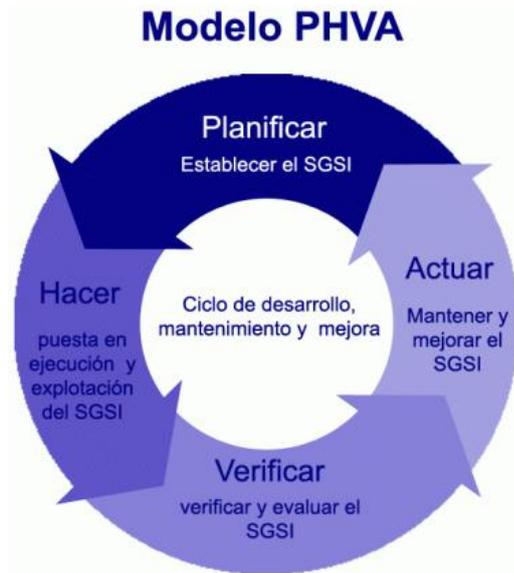 Modelo PHVA
Planificar
Establecer el SGSI
Hacer
puesta en
ejecución y
explotación
del SGSI
Ciclo de desarrollo,
mantenimiento y mejora
Actuar
Mantener y
mejorar el
SGSI
Verificar
verificar y evaluar el
SGSI